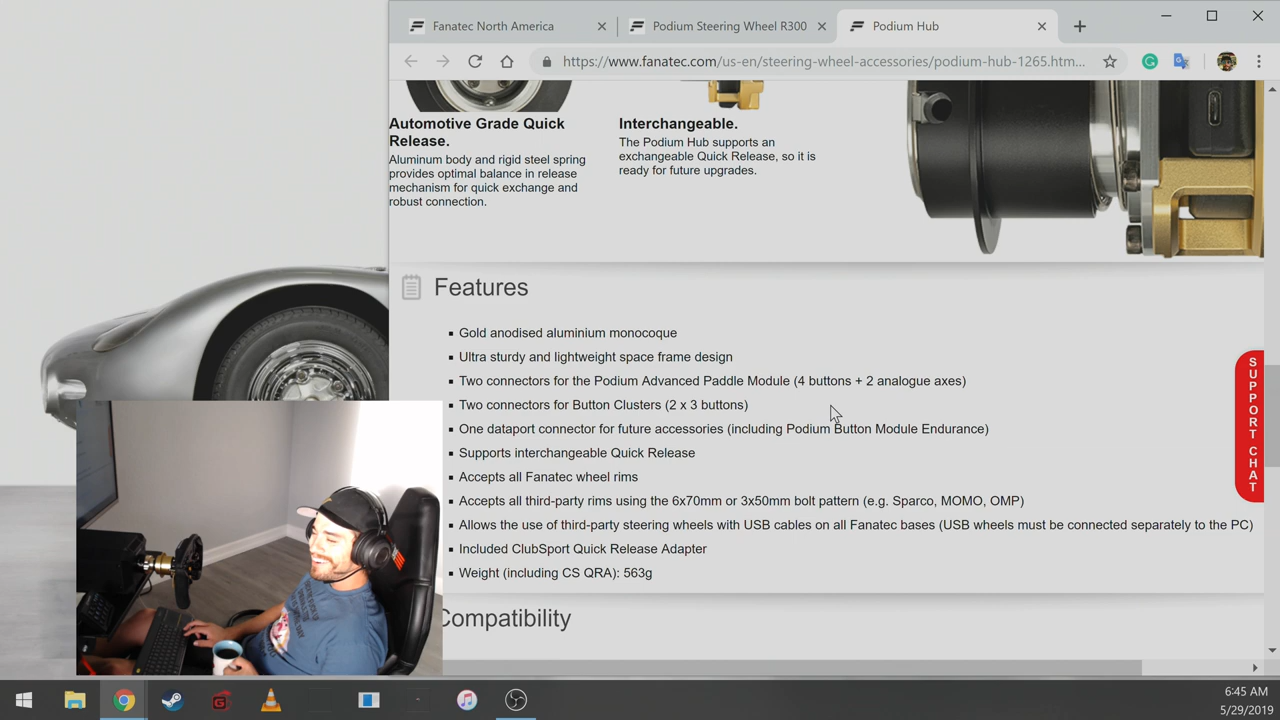 Fanatec North America
Podium Steering Wheel R300
Podium Hub
https://www.fanatec.com/us-en/steering-wheel-accessories/podium-hub-1265.htm...
Automotive Grade Quick
Release.
Aluminum body and rigid steel spring
provides optimal balance in release
mechanism for quick exchange and
robust connection.
Interchangeable.
The Podium Hub supports an
exchangeable Quick Release, so it is
ready for future upgrades.
Features
Gold anodised aluminium monocoque
Ultra sturdy and lightweight space frame design
Two connectors for the Podium Advanced Paddle Module (4 buttons + 2 analogue axes)
Two connectors for Button Clusters (2 x 3 buttons)
One dataport connector for future accessories (including Podium Button Module Endurance)
Supports interchangeable Quick Release
Accepts all Fanatec wheel rims
Accepts all third-party rims using the 6x70mm or 3x50mm bolt pattern (e.g. Sparco, MOMO, OMP)
Allows the use of third-party steering wheels with USB cables on all Fanatec bases (USB wheels must be connected separately to the PC)
Included ClubSport Quick Release Adapter
Weight (including CS QRA): 563g
Compatibility
SUPPORT CHAT
6:45 AM
5/29/2019